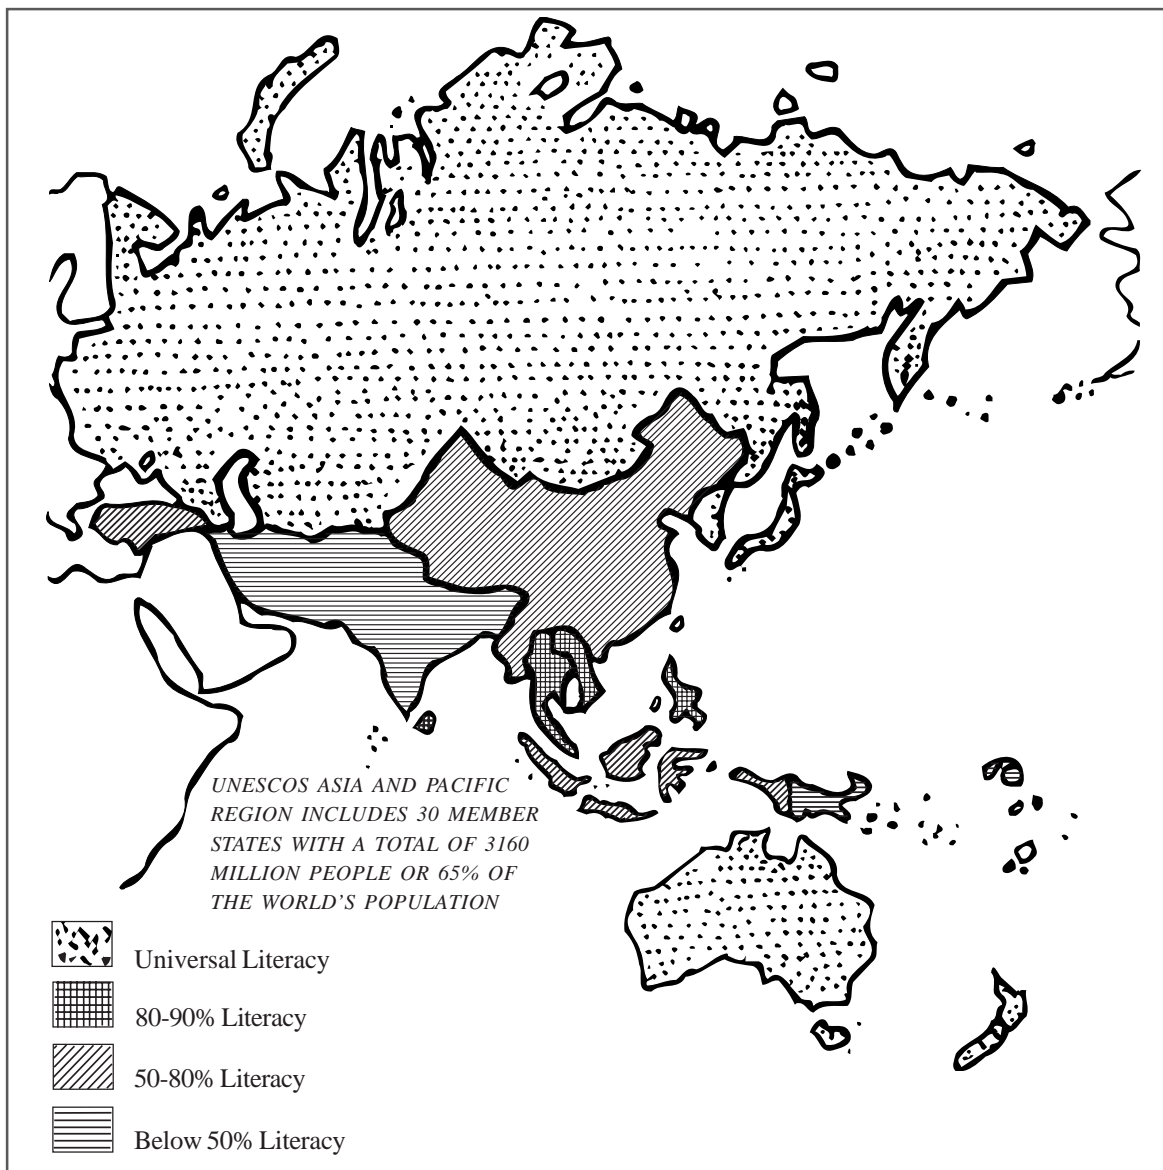 UNESCOS ASIA AND PACIFIC
REGION INCLUDES 30 MEMBER
STATES WITH A TOTAL OF 3160
MILLION PEOPLE OR 65% OF
THE WORLD'S POPULATION
Universal Literacy
80-90% Literacy
50-80% Literacy
Below 50% Literacy